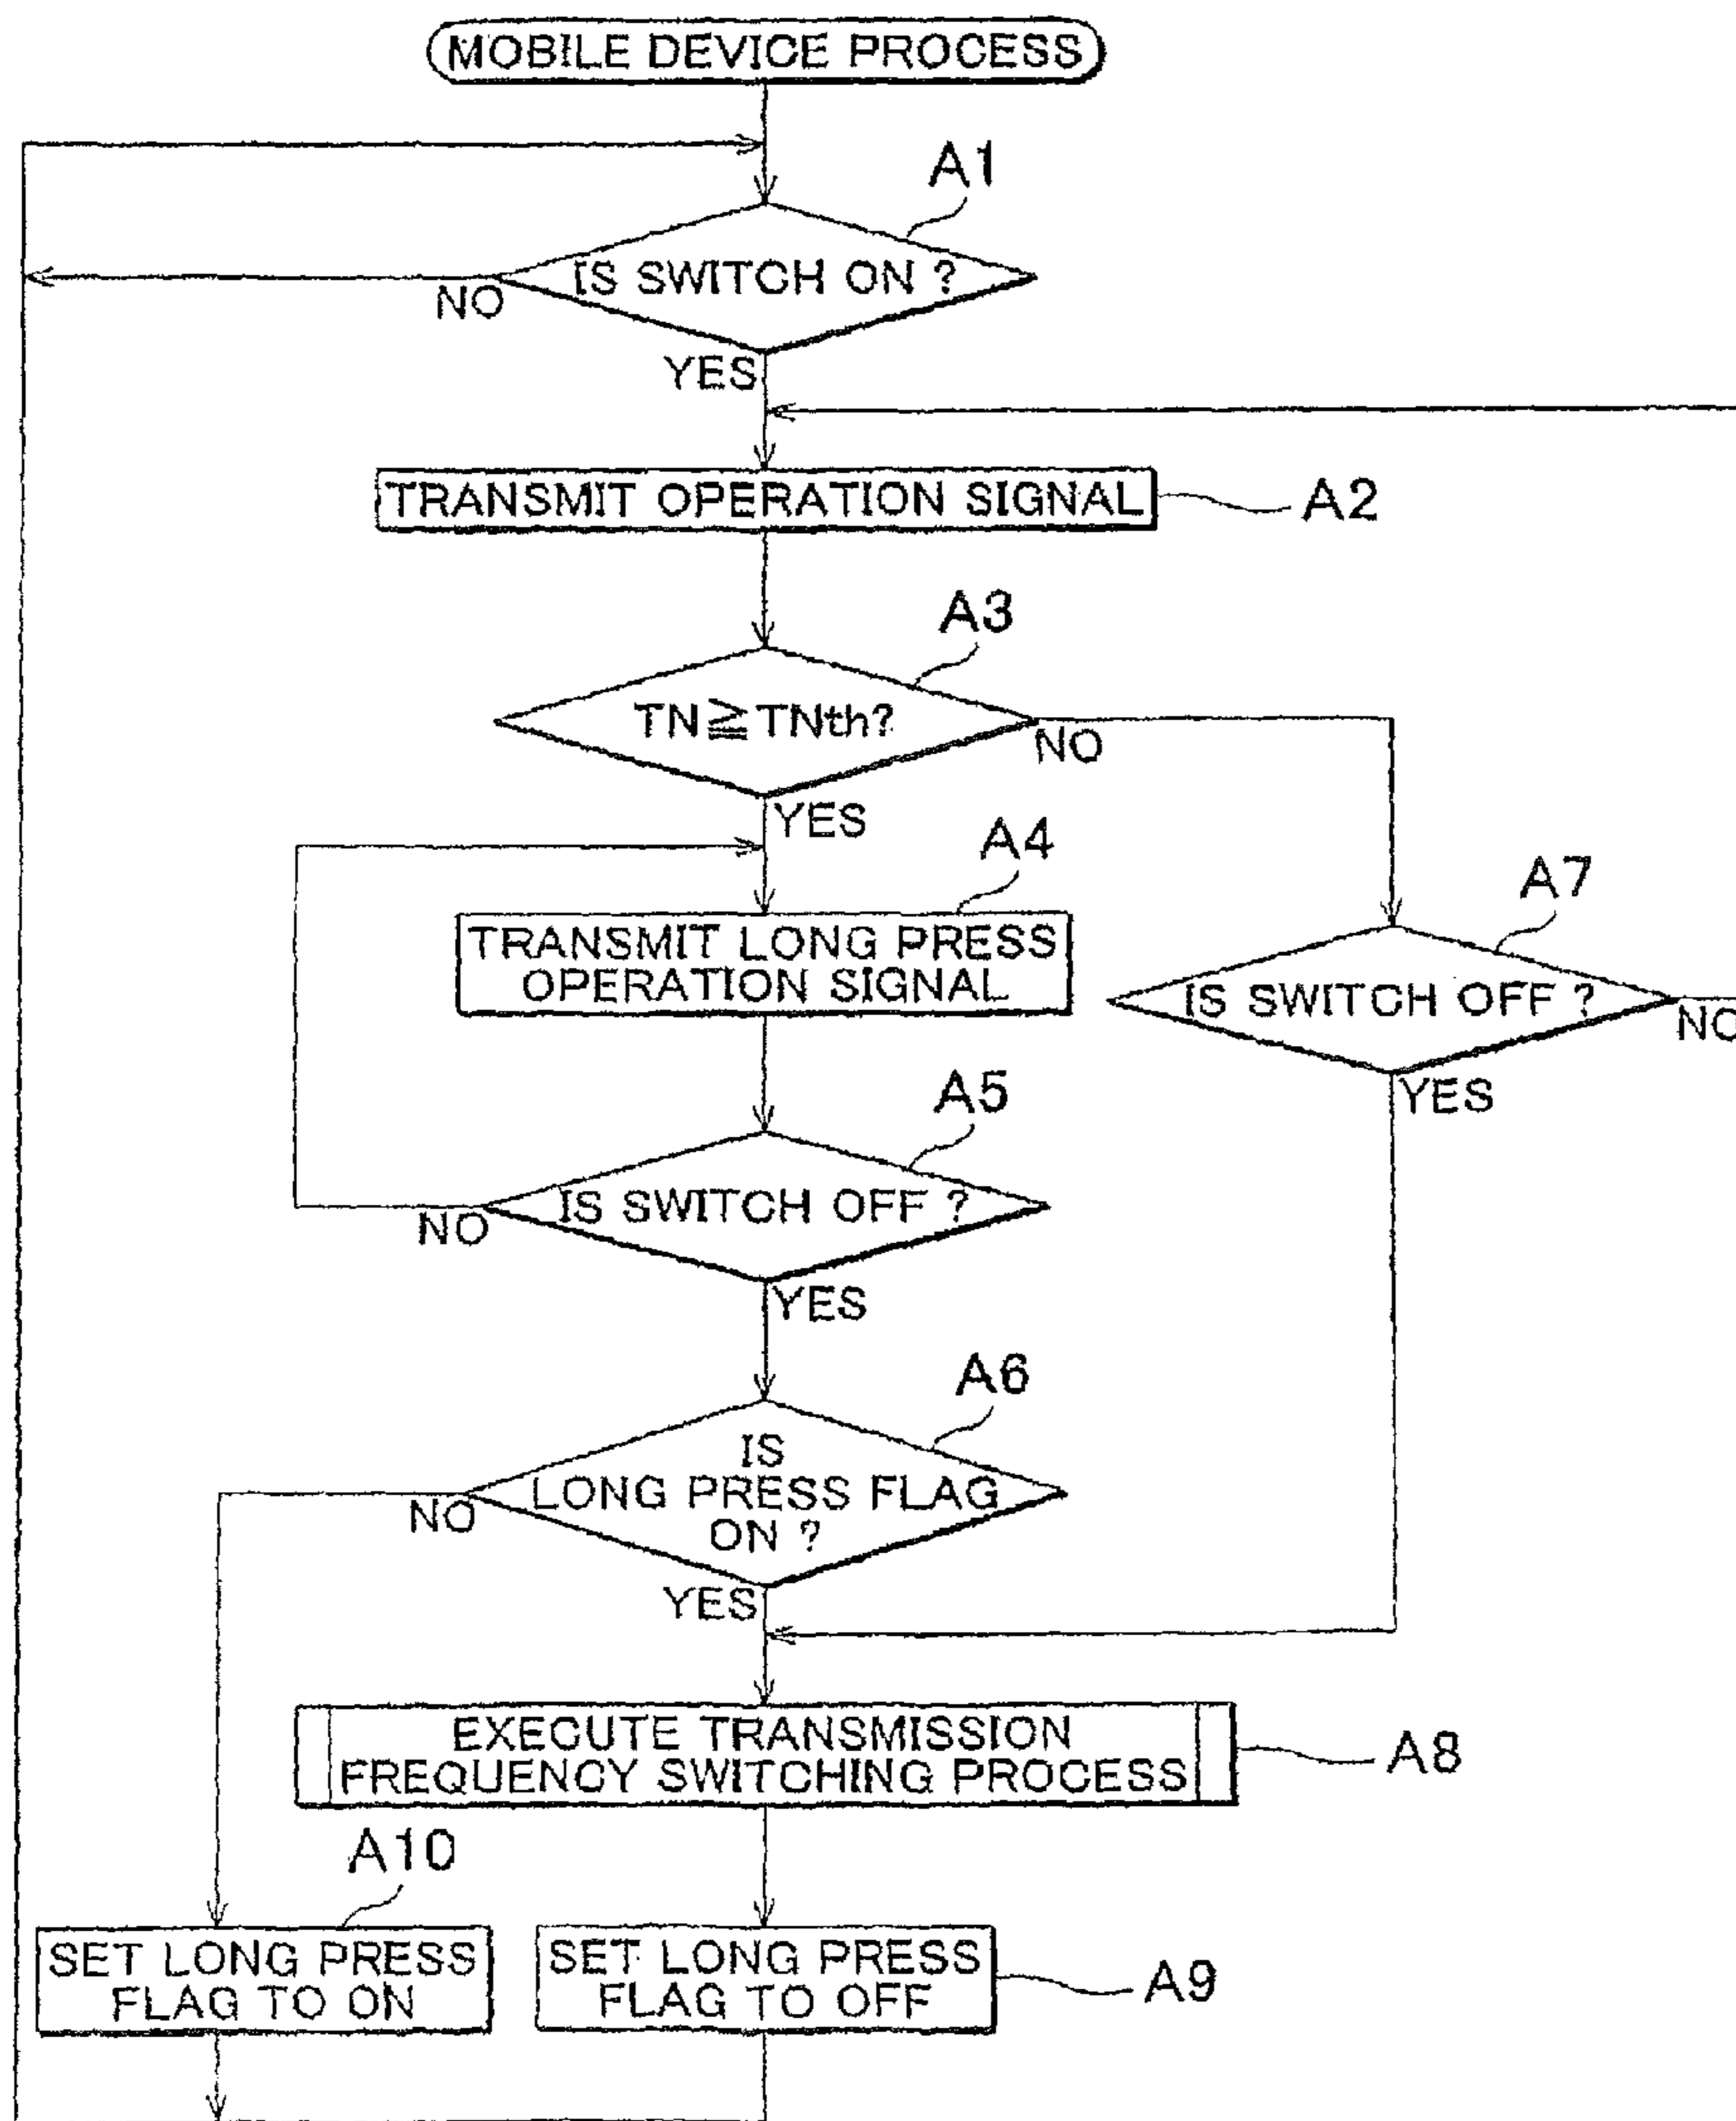 MOBILE DEVICE PROCESS
A1
IS SWITCH ON ?
NO
YES
TRANSMIT OPERATION SIGNAL
A2
A3
TN≧TNth?
NO
YES
A4
TRANSMIT LONG PRESS
OPERATION SIGNAL
A7
IS SWITCH OFF ?
NO
YES
A5
IS SWITCH OFF ?
NO
YES
A6
IS
LONG PRESS FLAG
ON ?
NO
YES
EXECUTE TRANSMISSION
FREQUENCY SWITCHING PROCESS
A8
A10
SET LONG PRESS
FLAG TO ON
SET LONG PRESS
FLAG TO OFF
A9